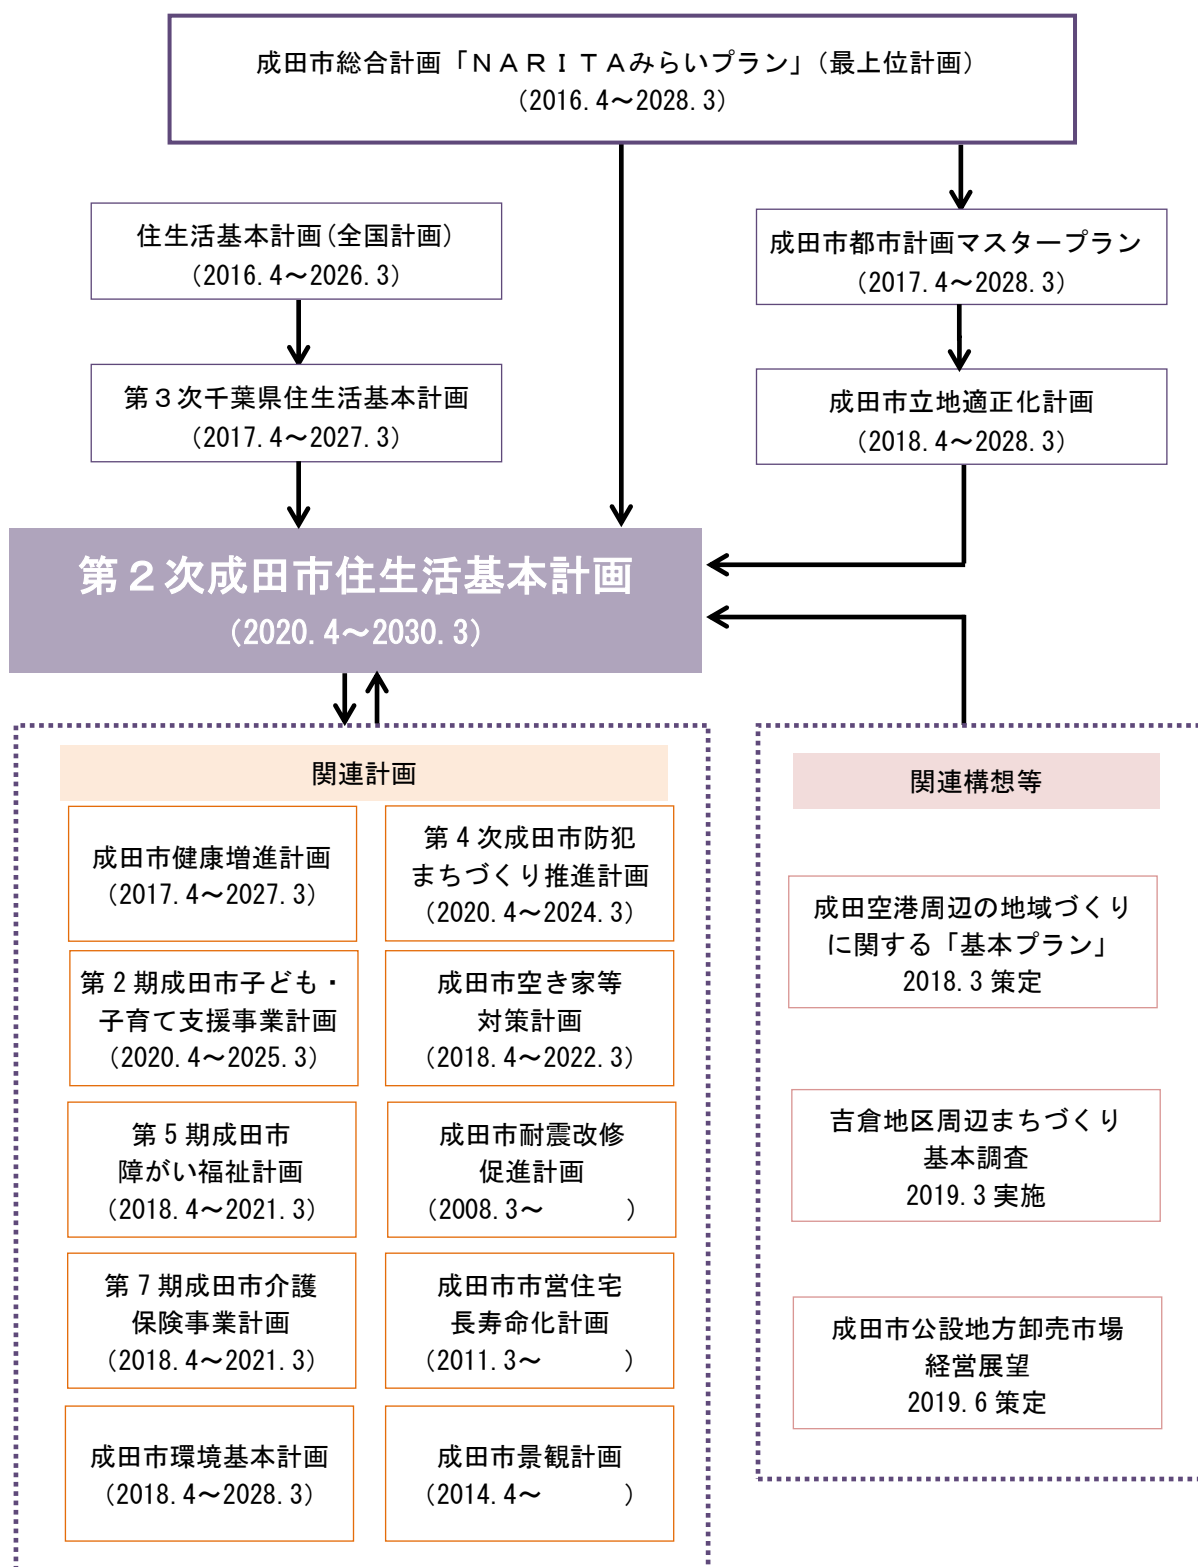 成田市総合計画「ＮＡＲＩＴＡみらいプラン」（最上位計画）
（2016.4～2028.3）
住生活基本計画（全国計画）
（2016.4～2026.3）
成田市都市計画マスタープラン
（2017.4～2028.3）
第３次千葉県住生活基本計画
（2017.4～2027.3）
成田市立地適正化計画
（2018.4～2028.3）
第２次成田市住生活基本計画
（2020.4～2030.3）
関連計画
成田市健康増進計画
（2017.4～2027.3）
第４次成田市防犯
まちづくり推進計画
（2020.4～2024.3）
第２期成田市子ども・
子育て支援事業計画
（2020.4～2025.3）
成田市空き家等
対策計画
（2018.4～2022.3）
第５期成田市
障がい福祉計画
（2018.4～2021.3）
成田市耐震改修
促進計画
（2008.3～　　　）
第７期成田市介護
保険事業計画
（2018.4～2021.3）
成田市市営住宅
長寿命化計画
（2011.3～　　　）
成田市環境基本計画
（2018.4～2028.3）
成田市景観計画
（2014.4～　　　）
関連構想等
成田空港周辺の地域づくり
に関する「基本プラン」
2018.3 策定
吉倉地区周辺まちづくり
基本調査
2019.3 実施
成田市公設地方卸売市場
経営展望
2019.6 策定